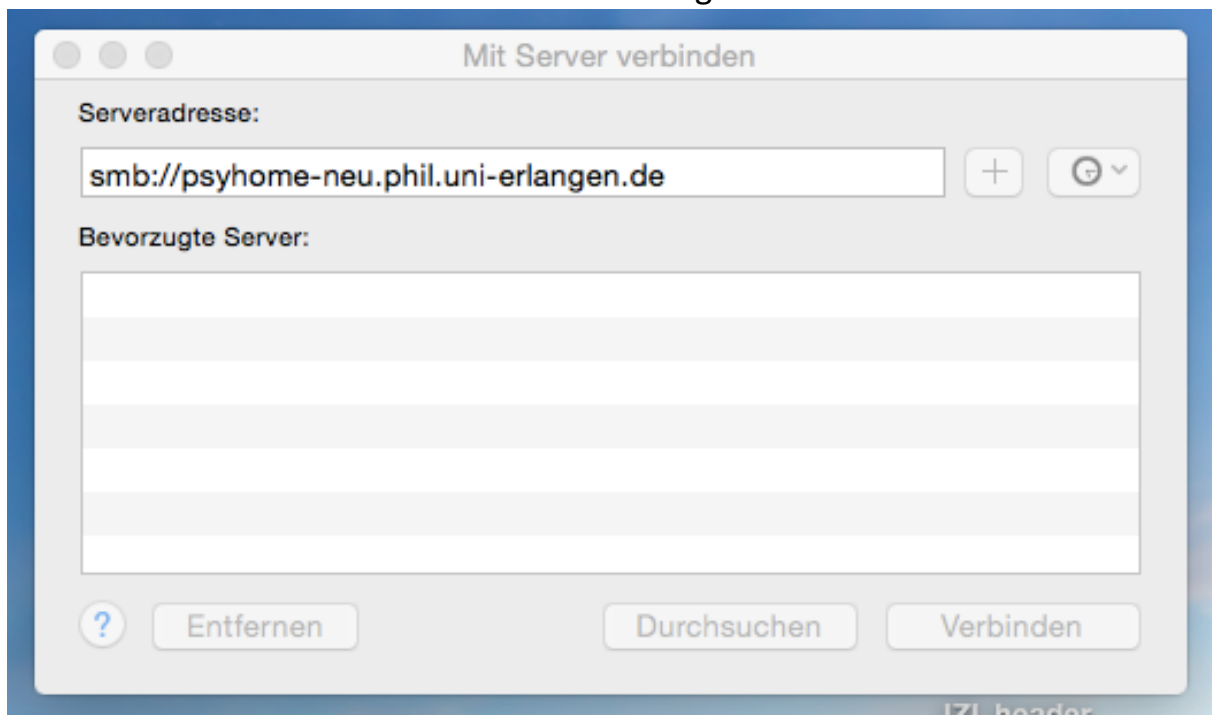 Mit Server verbinden
Serveradresse:
smb://psyhome-neu.phil.uni-erlangen.de
+
Bevorzugte Server:
? Entfernen Durchsuchen Verbinden